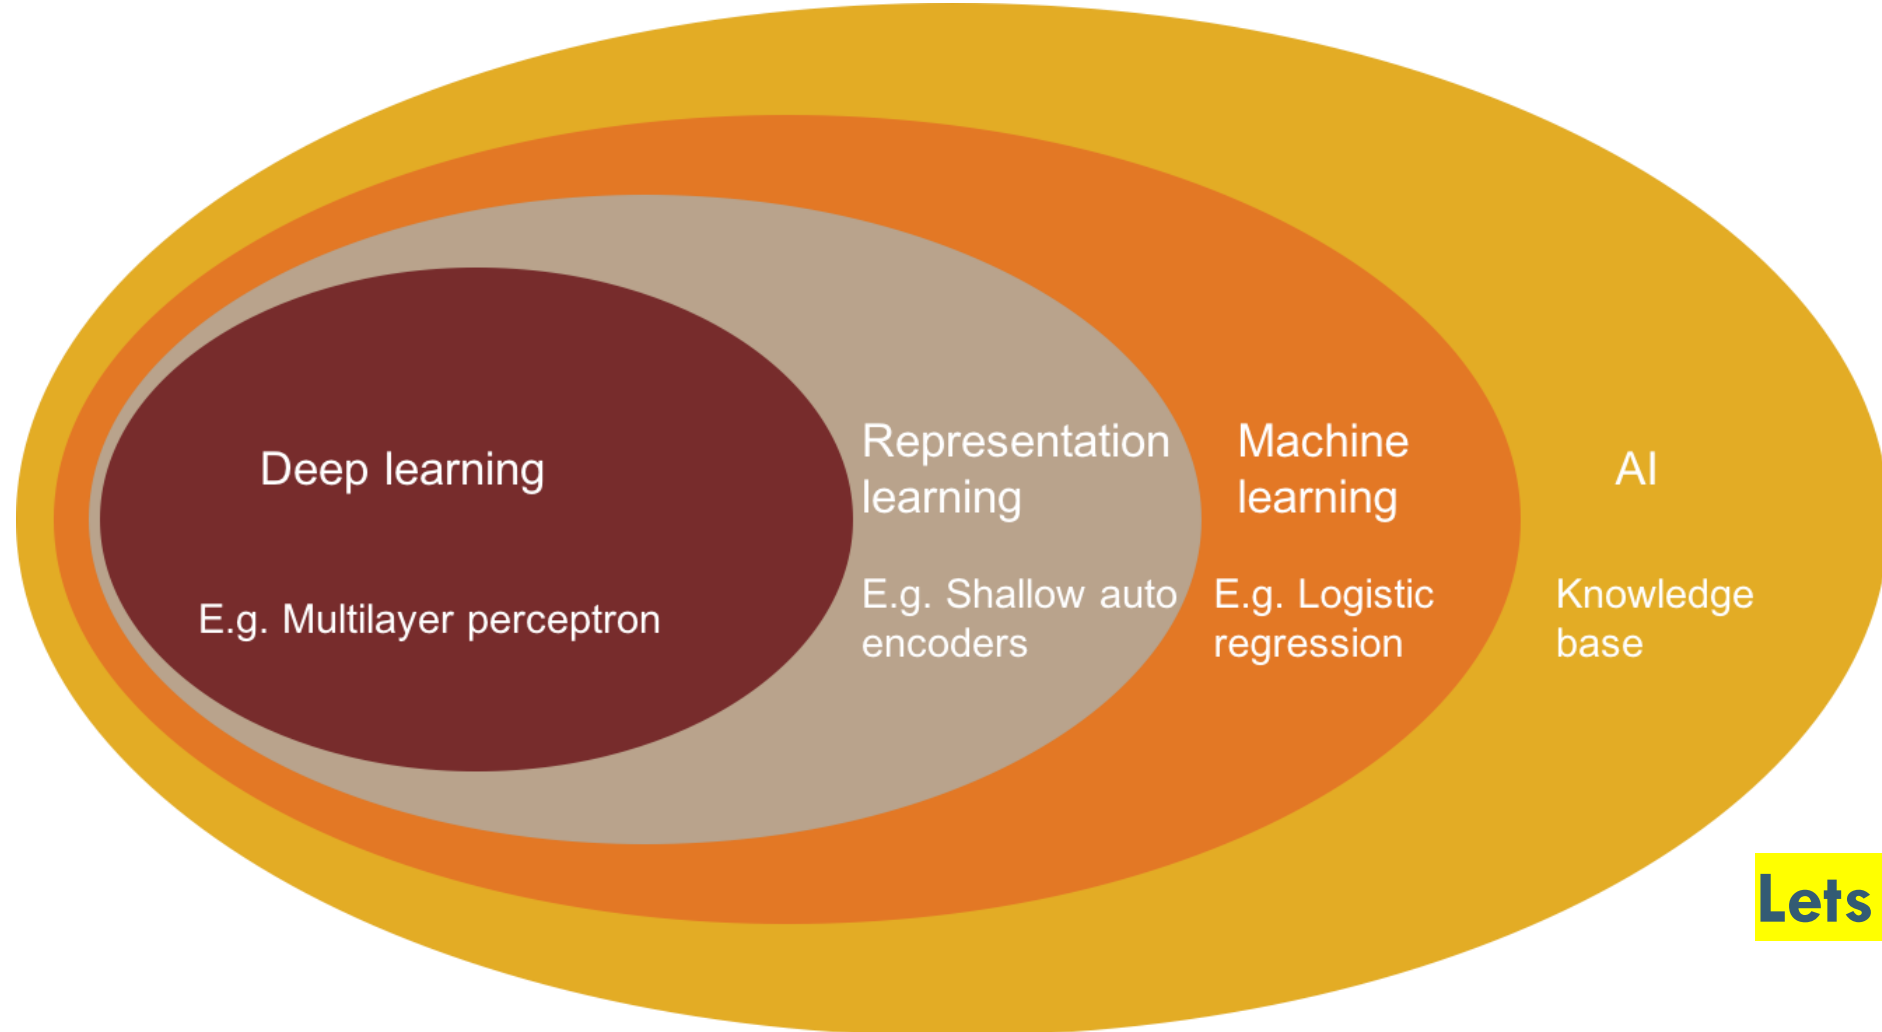 Deep learning
E.g. Multilayer perceptron
Representation
learning
E.g. Shallow auto
encoders
Machine
learning
E.g. Logistic
regression
AI
Knowledge
base
Lets